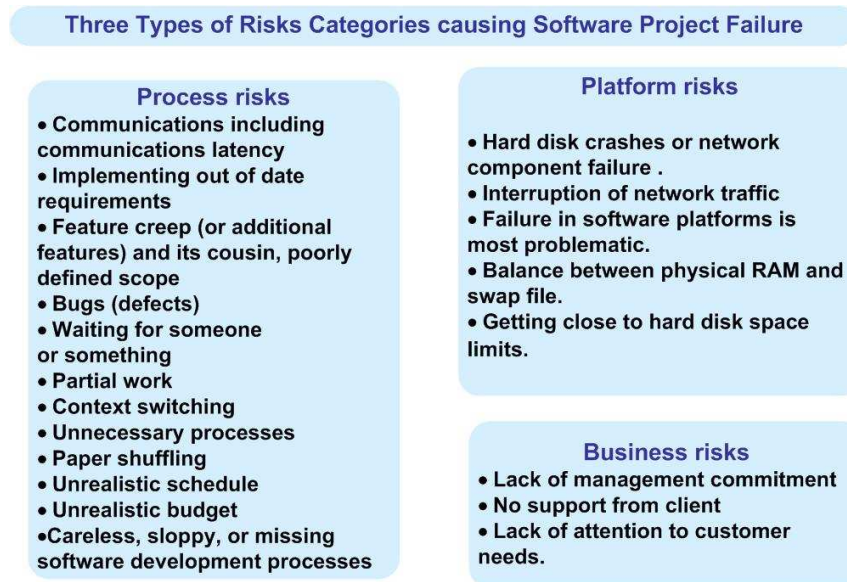 Three Types of Risks Categories causing Software Project Failure
Process risks
• Communications including
communications latency
• Implementing out of date
requirements
• Feature creep (or additional
features) and its cousin, poorly
defined scope
• Bugs (defects)
• Waiting for someone
or something
• Partial work
• Context switching
• Unnecessary processes
• Paper shuffling
• Unrealistic schedule
• Unrealistic budget
•Careless, sloppy, or missing
software development processes
Platform risks
• Hard disk crashes or network
component failure .
• Interruption of network traffic
• Failure in software platforms is
most problematic.
• Balance between physical RAM and
swap file.
• Getting close to hard disk space
limits.
Business risks
• Lack of management commitment
• No support from client
• Lack of attention to customer
needs.